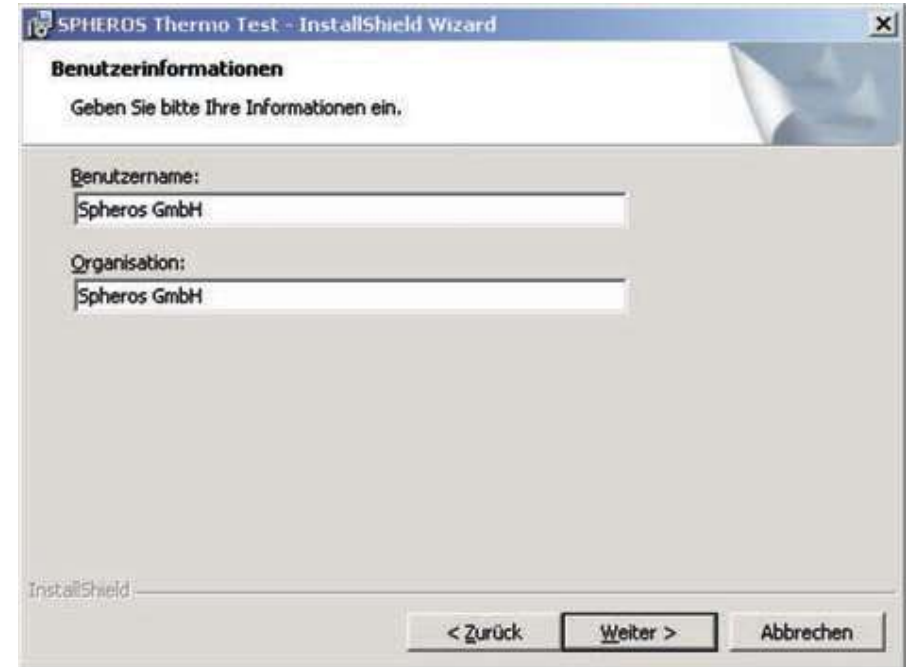 SPHEROS Thermo Test - InstallShield Wizard
Benutzerinformationen
Geben Sie bitte Ihre Informationen ein.
Benutzername:
Spheros GmbH
Organisation:
Spheros GmbH
InstallShield
< Zurück Weiter > Abbrechen